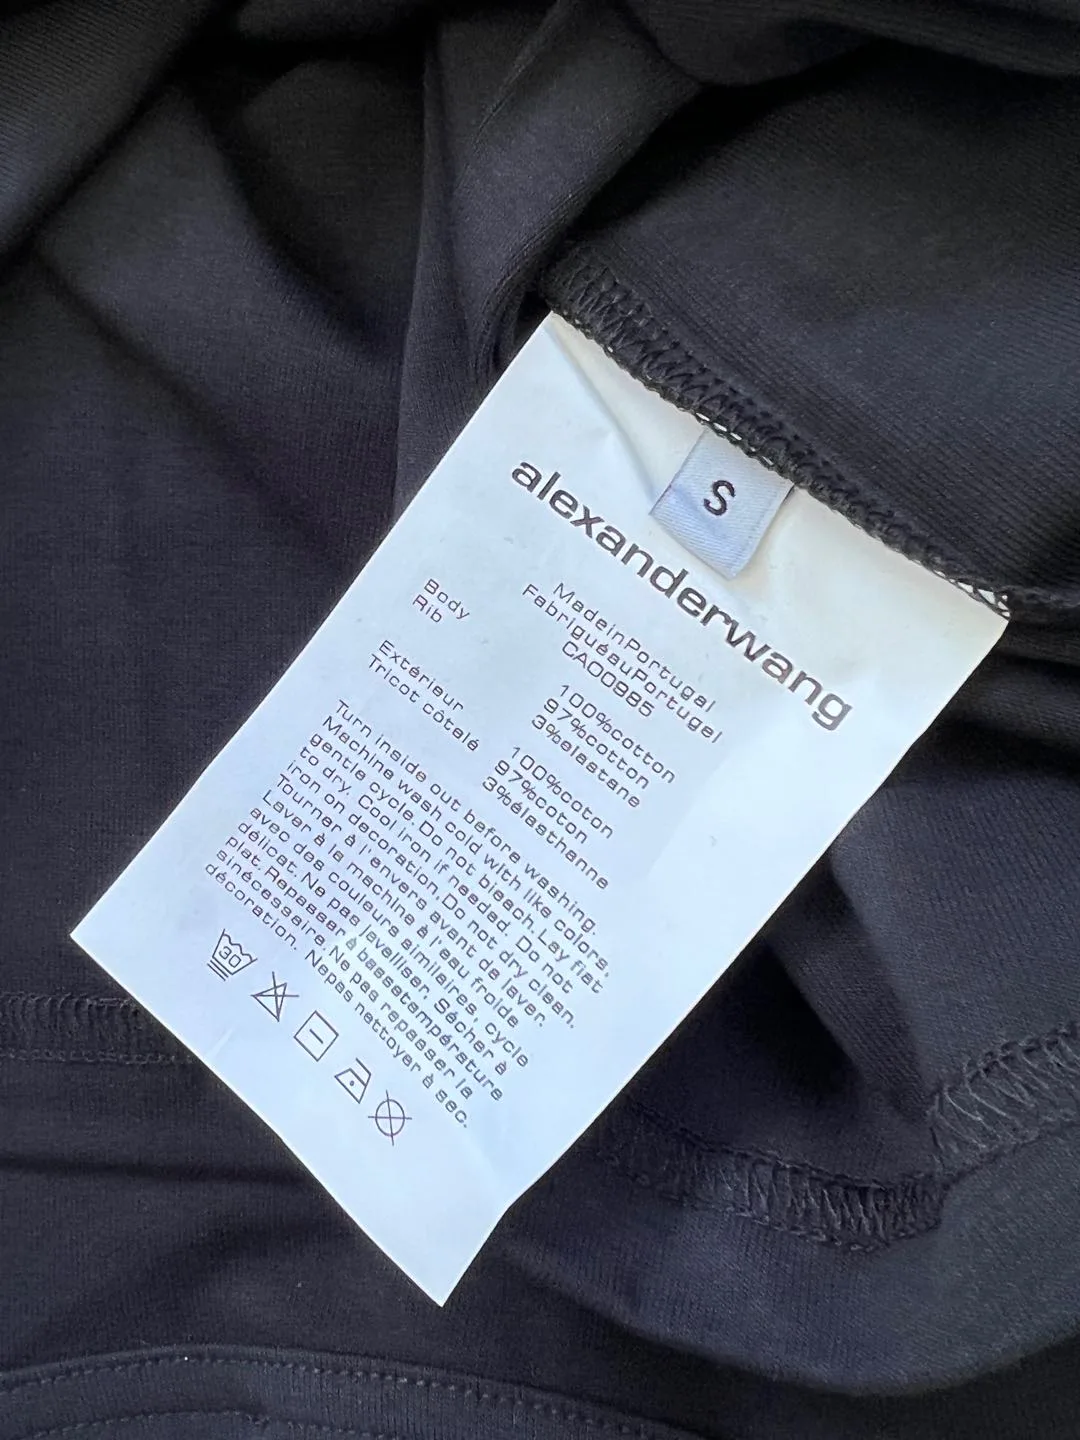 S
alexanderwang
MadeinPortugal
FabriguéauPortugel
CA00985
Body
Rib
100%cotton
97%cotton
3%elastane
Extérieur
Tricot côtelé
100%coton
97%coton
3%élasthanne
Turn inside out before washing.
Machine wash cold with like colors,
gentle cycle. Do not bleach. Lay flat
to dry. Cool iron if needed. Do not
iron on decoration. Do not dry clean.
Tourner à l'envers avant de laver.
Laver à la machine à l'eau froide
avec des couleurs similaires, cycle
délicat. Ne pas javelliser. Sécher à
plat. Repasser à bassetempérature
sinécessaire. Ne pas repasser la
décoration. Nepas nettoyer à sec.
30